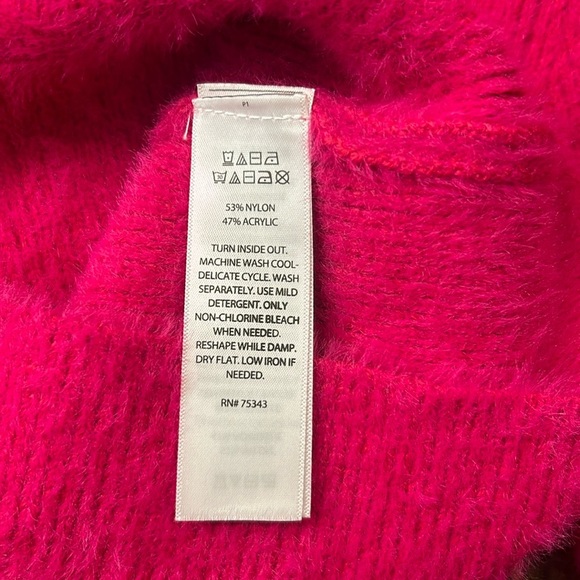 P1
53% NYLON
47% ACRYLIC
TURN INSIDE OUT.
MACHINE WASH COOL-
DELICATE CYCLE. WASH
SEPARATELY. USE MILD
DETERGENT. ONLY
NON-CHLORINE BLEACH
WHEN NEEDED.
RESHAPE WHILE DAMP.
DRY FLAT. LOW IRON IF
NEEDED.
RN# 75343